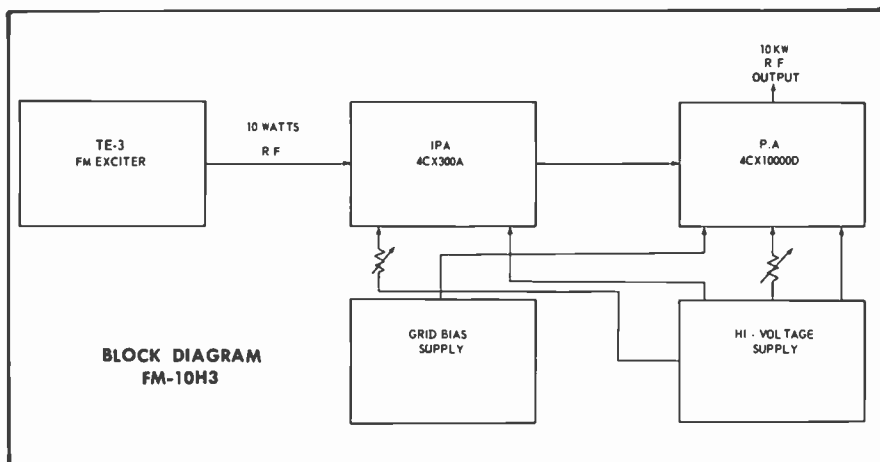 10 KW
R F
OUTPUT
TE-3
FM EXCITER
10 WATTS
R F
IPA
4CX300A
P.A
4CX10000D
GRID BIAS
SUPPLY
HI - VOLTAGE
SUPPLY
BLOCK DIAGRAM
FM-10H3